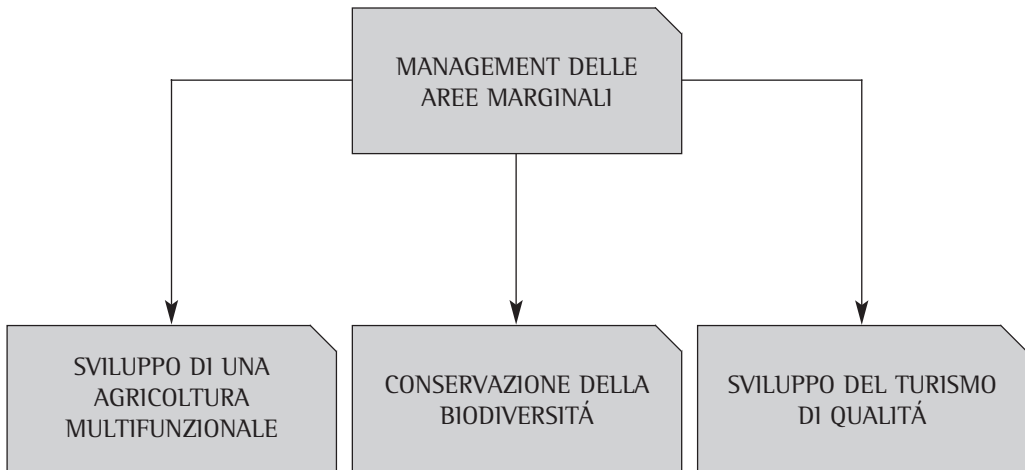 MANAGEMENT DELLE
AREE MARGINALI
SVILUPPO DI UNA
AGRICOLTURA
MULTIFUNZIONALE
CONSERVAZIONE DELLA
BIODIVERSITÁ
SVILUPPO DEL TURISMO
DI QUALITÁ